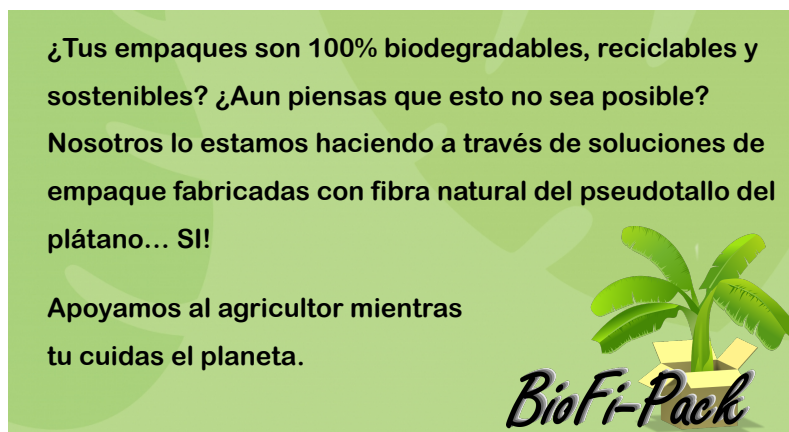 ¿Tus empaques son 100% biodegradables, reciclables y
sostenibles? ¿Aun piensas que esto no sea posible?
Nosotros lo estamos haciendo a través de soluciones de
empaque fabricadas con fibra natural del pseudotallo del
plátano... SI!
Apoyamos al agricultor mientras
tu cuidas el planeta.
BioFi-Pack